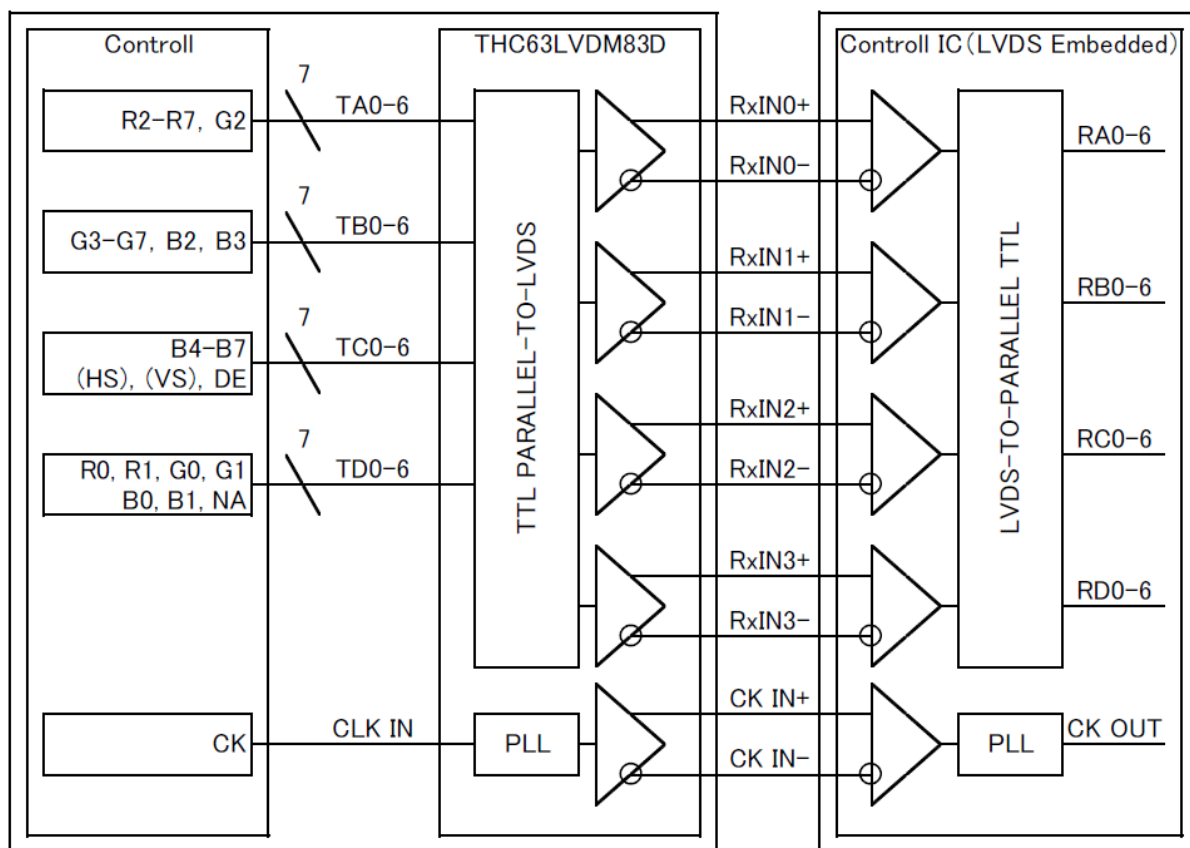 Controll
THC63LVDM83D
Controll IC(LVDS Embedded)
R2-R7, G2
7
TA0-6
RxIN0+
RxIN0-
RA0-6
G3-G7, B2, B3
7
TB0-6
RxIN1+
RxIN1-
RB0-6
B4-B7
(HS), (VS), DE
7
TC0-6
RxIN2+
RxIN2-
RC0-6
R0, R1, G0, G1
B0, B1, NA
7
TD0-6
RxIN3+
RxIN3-
RD0-6
TTL PARALLEL-TO-LVDS
LVDS-TO-PARALLEL TTL
CK
CLK IN
PLL
CK IN+
CK IN-
PLL
CK OUT